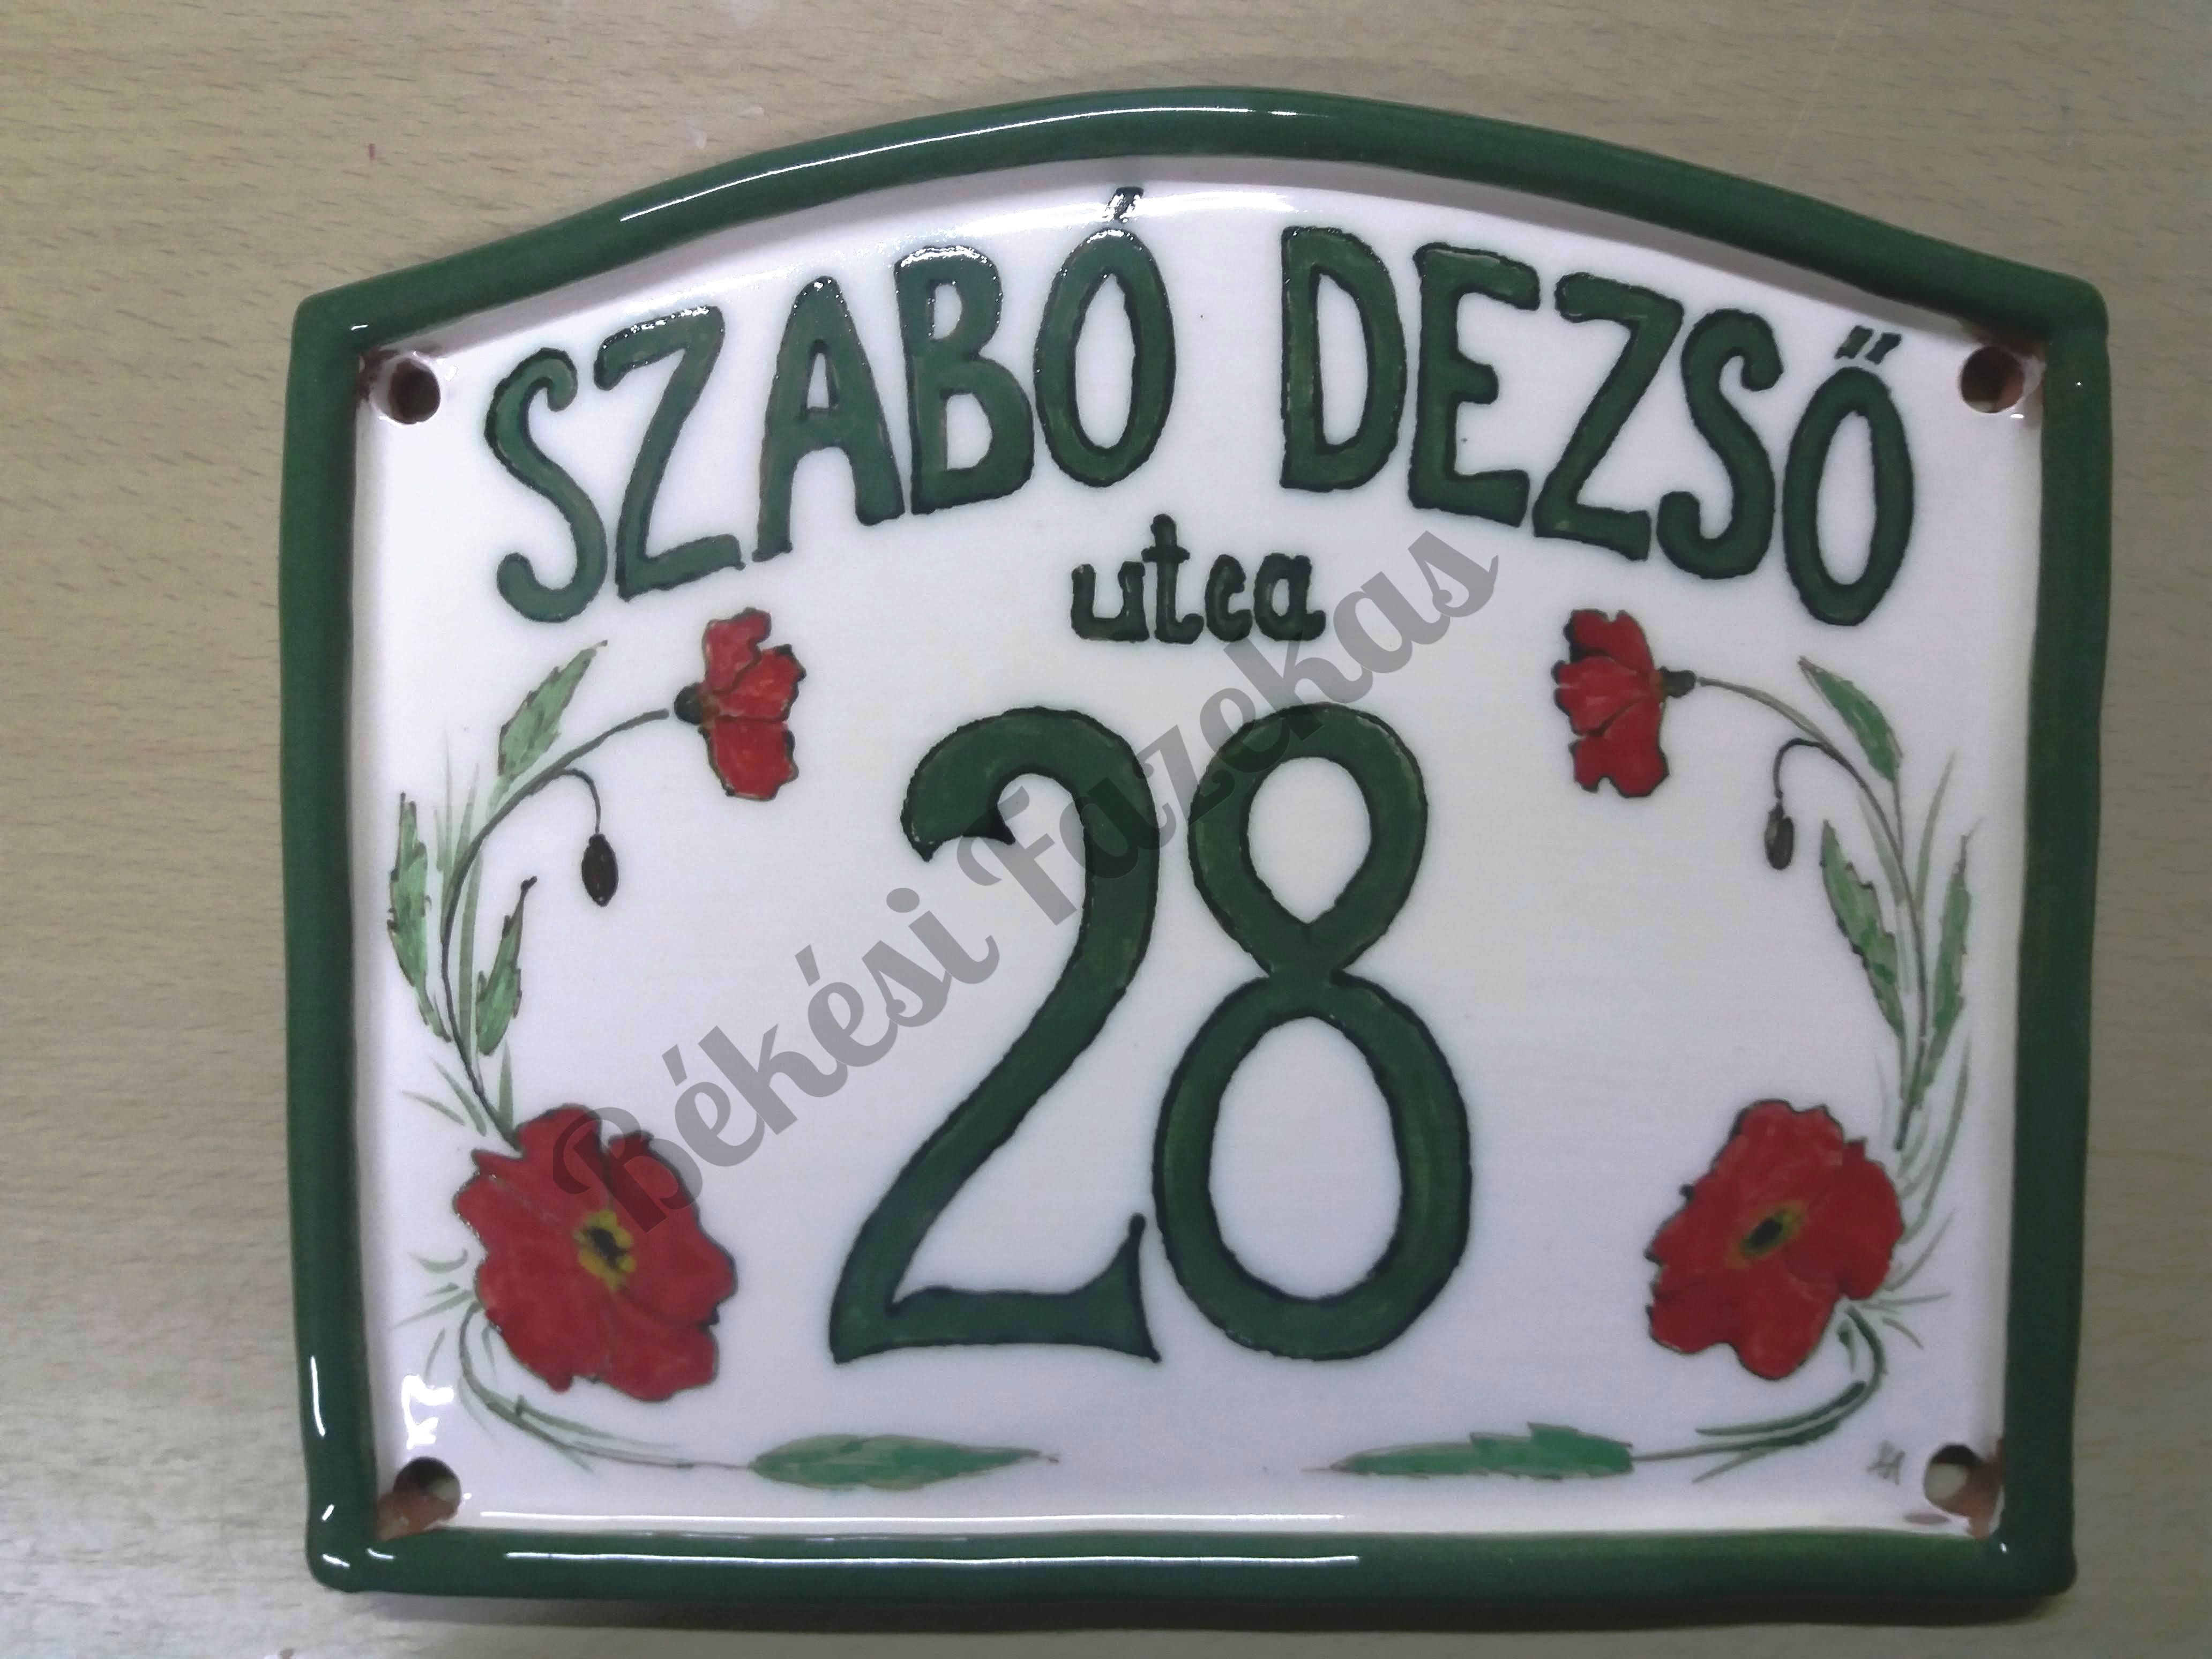 SZABÓ DEZSŐ
utca
28
Békési Fazekas